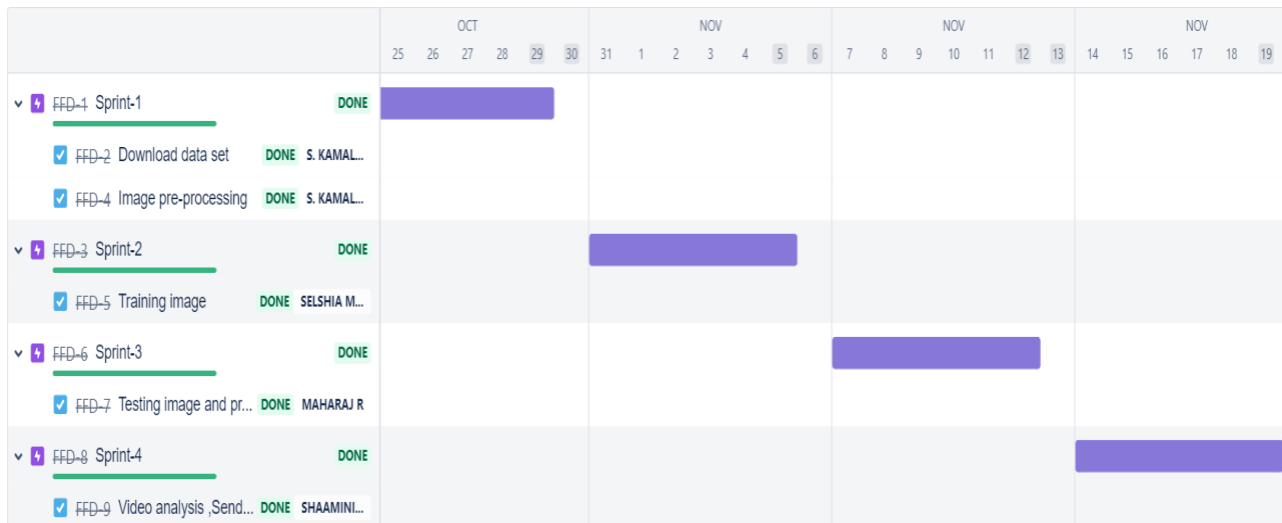 OCT NOV NOV NOV
25 26 27 28 29 30 31 1 2 3 4 5 6 7 8 9 10 11 12 13 14 15 16 17 18 19
FFD-1 Sprint-1 DONE
FFD-2 Download data set DONE S. KAMAL...
FFD-4 Image pre-processing DONE S. KAMAL...
FFD-3 Sprint-2 DONE
FFD-5 Training image DONE SELSHIA M...
FFD-6 Sprint-3 DONE
FFD-7 Testing image and pr... DONE MAHARAJ R
FFD-8 Sprint-4 DONE
FFD-9 Video analysis ,Send... DONE SHAAMINI...